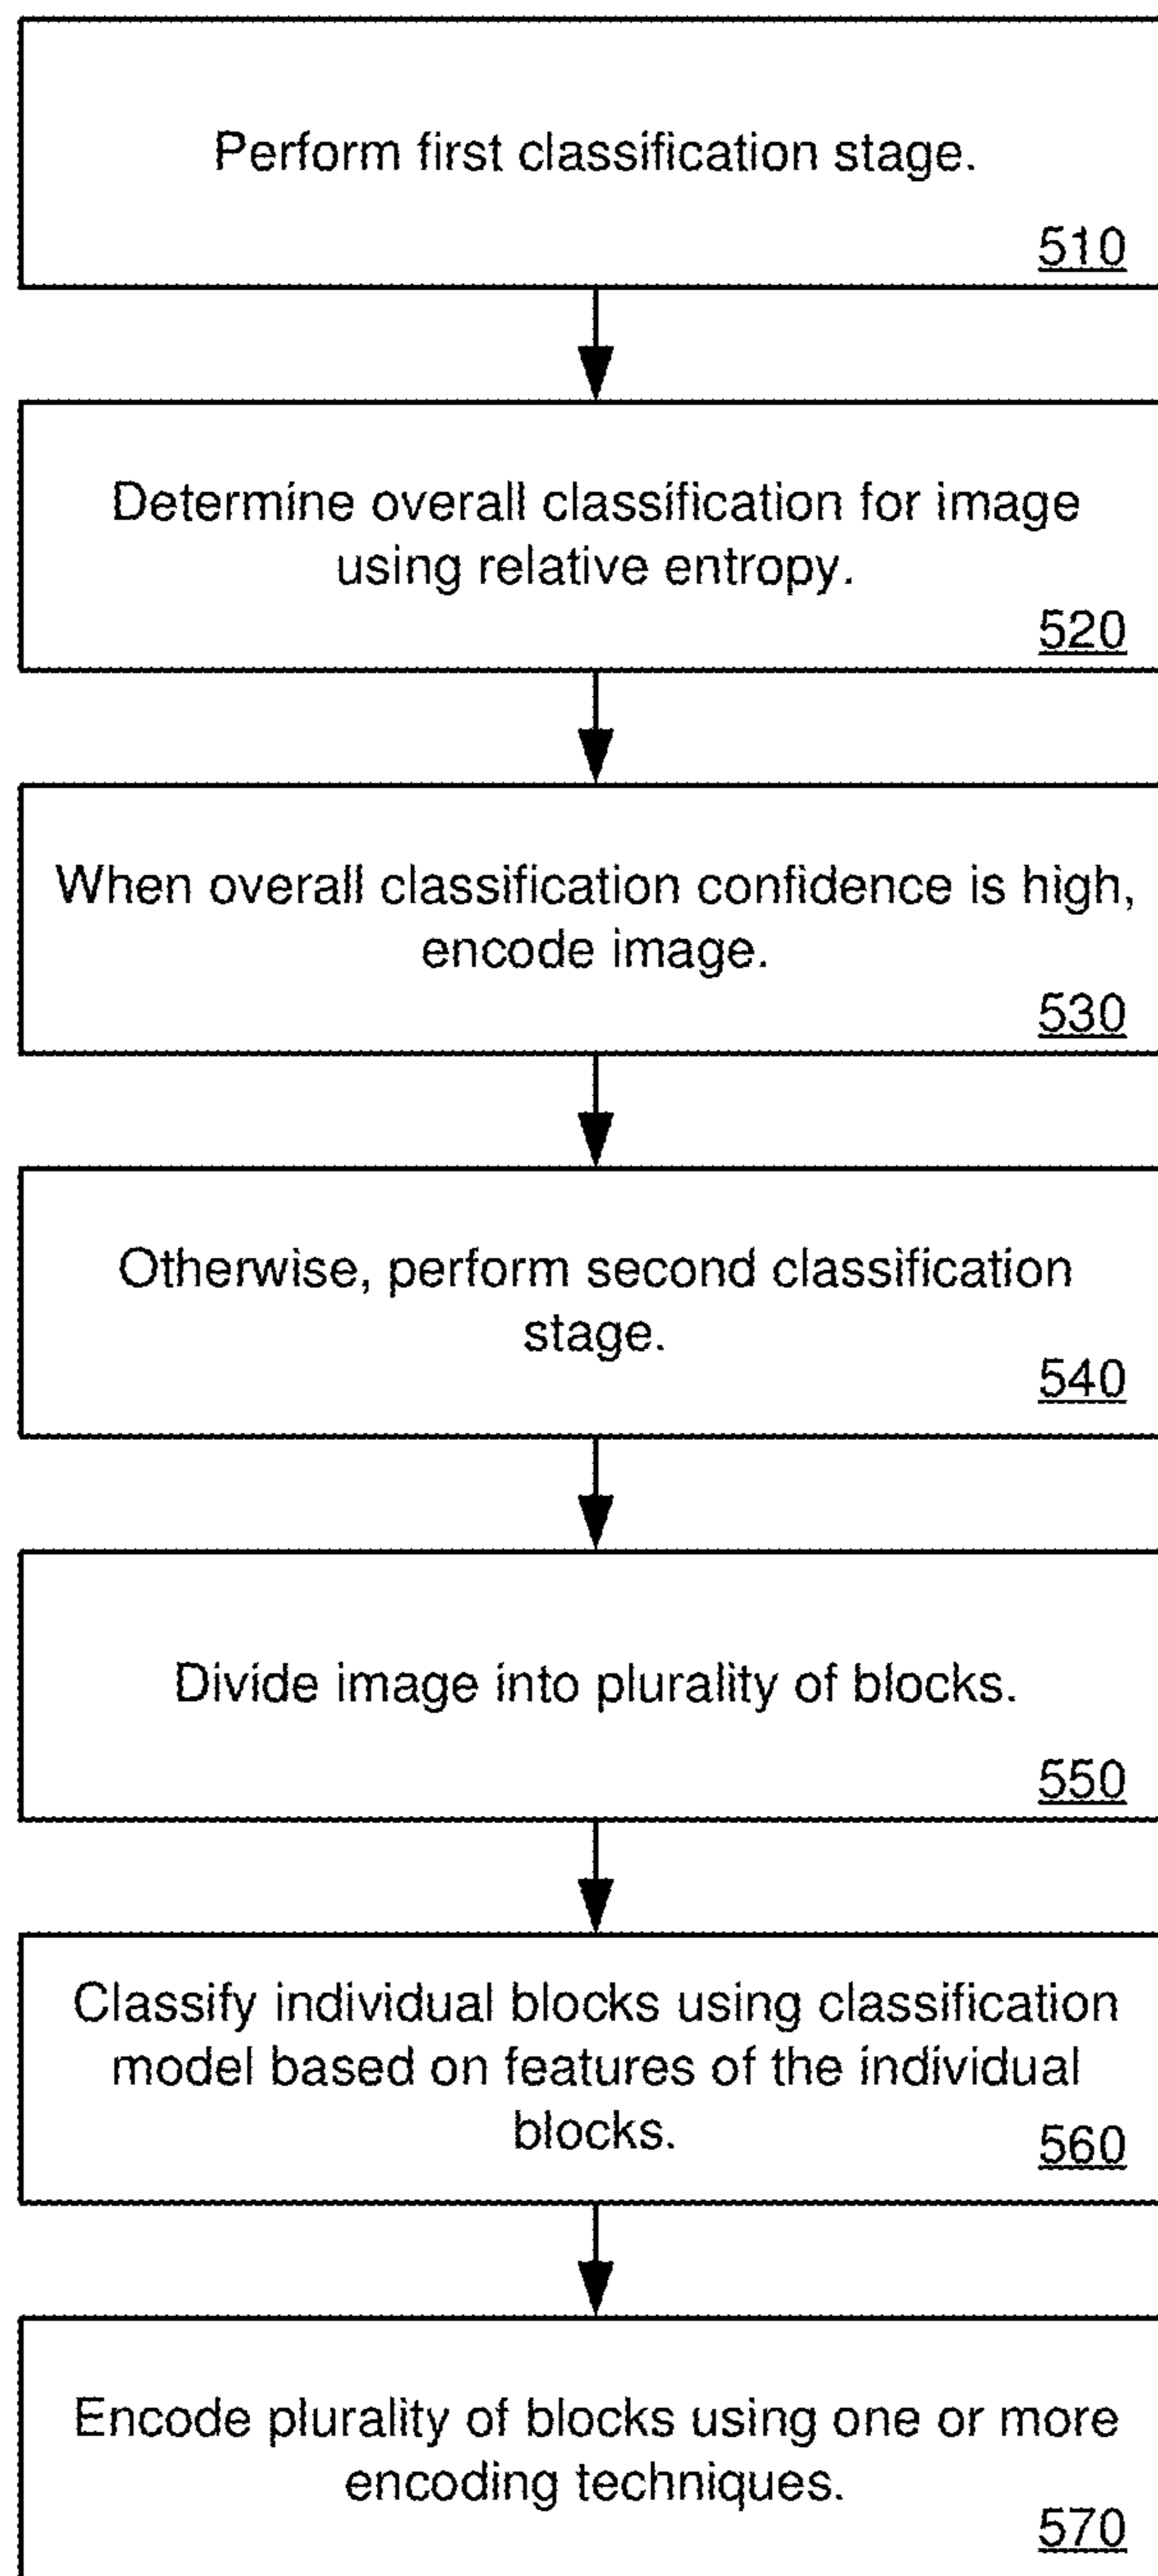 Perform first classification stage.
510
Determine overall classification for image
using relative entropy.
520
When overall classification confidence is high,
encode image.
530
Otherwise, perform second classification
stage.
540
Divide image into plurality of blocks.
550
Classify individual blocks using classification
model based on features of the individual
blocks.
560
Encode plurality of blocks using one or more
encoding techniques.
570